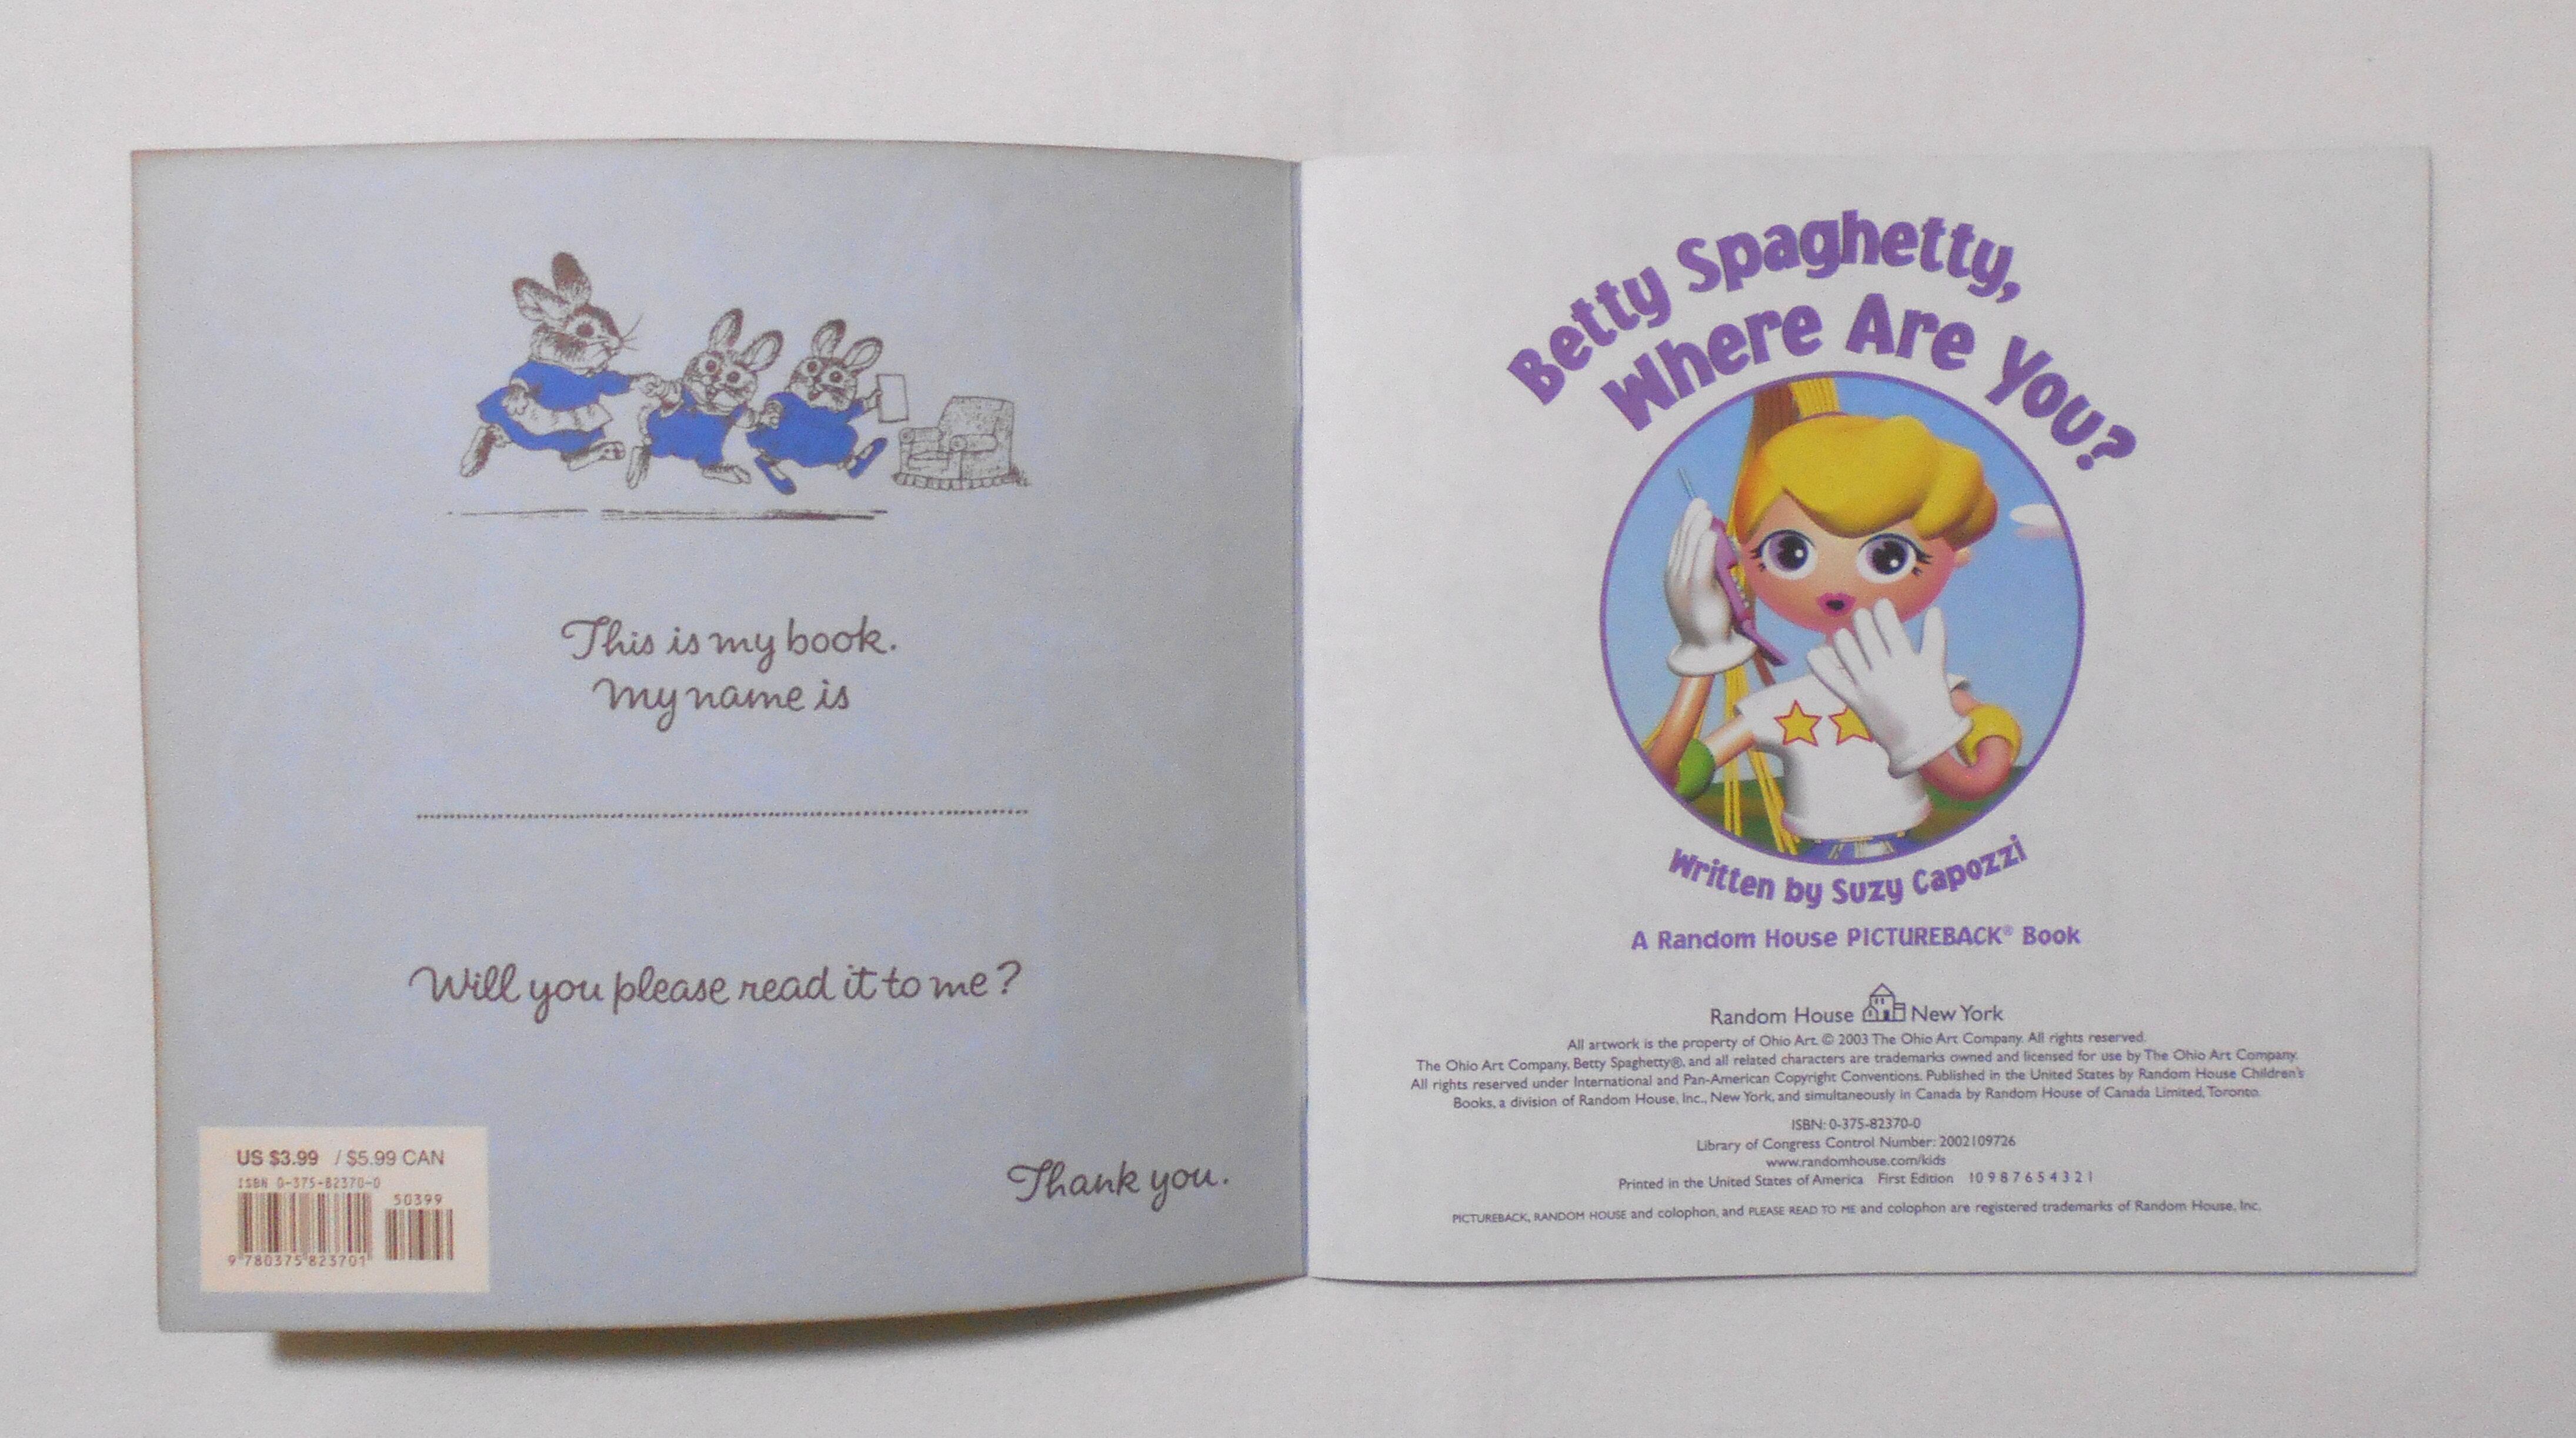 This is my book.
My name is
Will you please read it to me?
Thank you.
US $3.99 / $5.99 CAN
ISBN 0-375-82370-0
50399
9 780375 823701
Betty Spaghetty,
Where Are You?
Written by Suzy Capozzi
A Random House PICTUREBACK® Book
Random House New York
All artwork is the property of Ohio Art. © 2003 The Ohio Art Company. All rights reserved.
The Ohio Art Company, Betty Spaghetty®, and all related characters are trademarks owned and licensed for use by The Ohio Art Company.
All rights reserved under International and Pan-American Copyright Conventions. Published in the United States by Random House Children's
Books, a division of Random House, Inc., New York, and simultaneously in Canada by Random House of Canada Limited, Toronto.
ISBN: 0-375-82370-0
Library of Congress Control Number: 2002109726
www.randomhouse.com/kids
Printed in the United States of America First Edition 10 9 8 7 6 5 4 3 2 1
PICTUREBACK, RANDOM HOUSE and colophon, and PLEASE READ TO ME and colophon are registered trademarks of Random House, Inc.